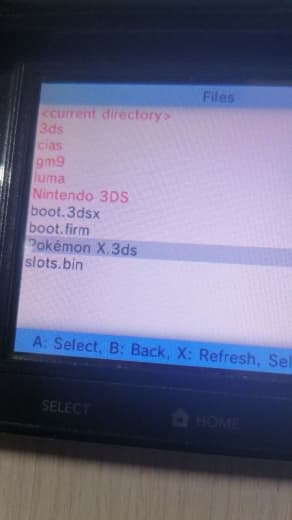 Files
<current directory>
3ds
cias
gm9
luma
Nintendo 3DS
boot.3dsx
boot.firm
Pokémon X.3ds
slots.bin
A: Select, B: Back, X: Refresh, Sel
SELECT
HOME